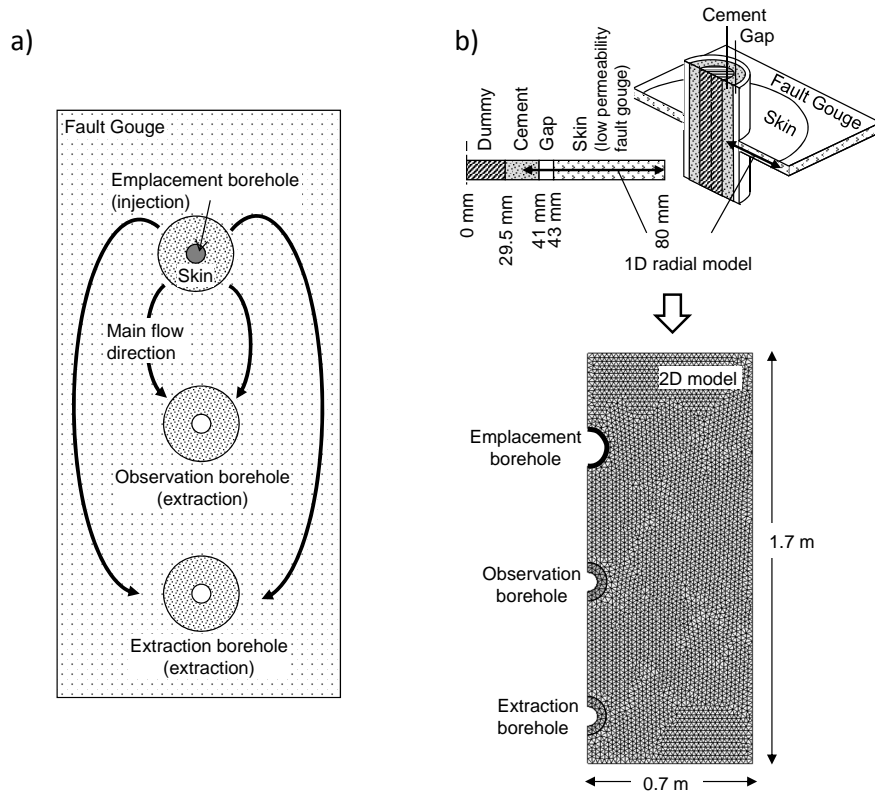 a)
Fault Gouge
Emplacement borehole
(injection)
Skin
Main flow
direction
Observation borehole
(extraction)
Extraction borehole
(extraction)
b)
Cement
Gap
Fault Gouge
Skin
Dummy
Cement
Gap
Skin
(low permeability
fault gouge)
0 mm
29.5 mm
41 mm
43 mm
80 mm
1D radial model
2D model
Emplacement
borehole
Observation
borehole
Extraction
borehole
1.7 m
0.7 m